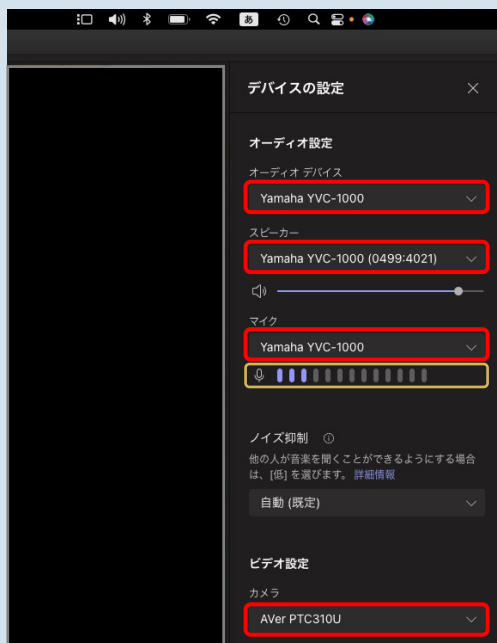 あ
デバイスの設定
オーディオ設定
オーディオ デバイス
Yamaha YVC-1000
スピーカー
Yamaha YVC-1000 (0499:4021)
マイク
Yamaha YVC-1000
ノイズ抑制
他の人が音楽を聞くことができるようにする場合
は、[低] を選びます。 詳細情報
自動 (既定)
ビデオ設定
カメラ
AVer PTC310U